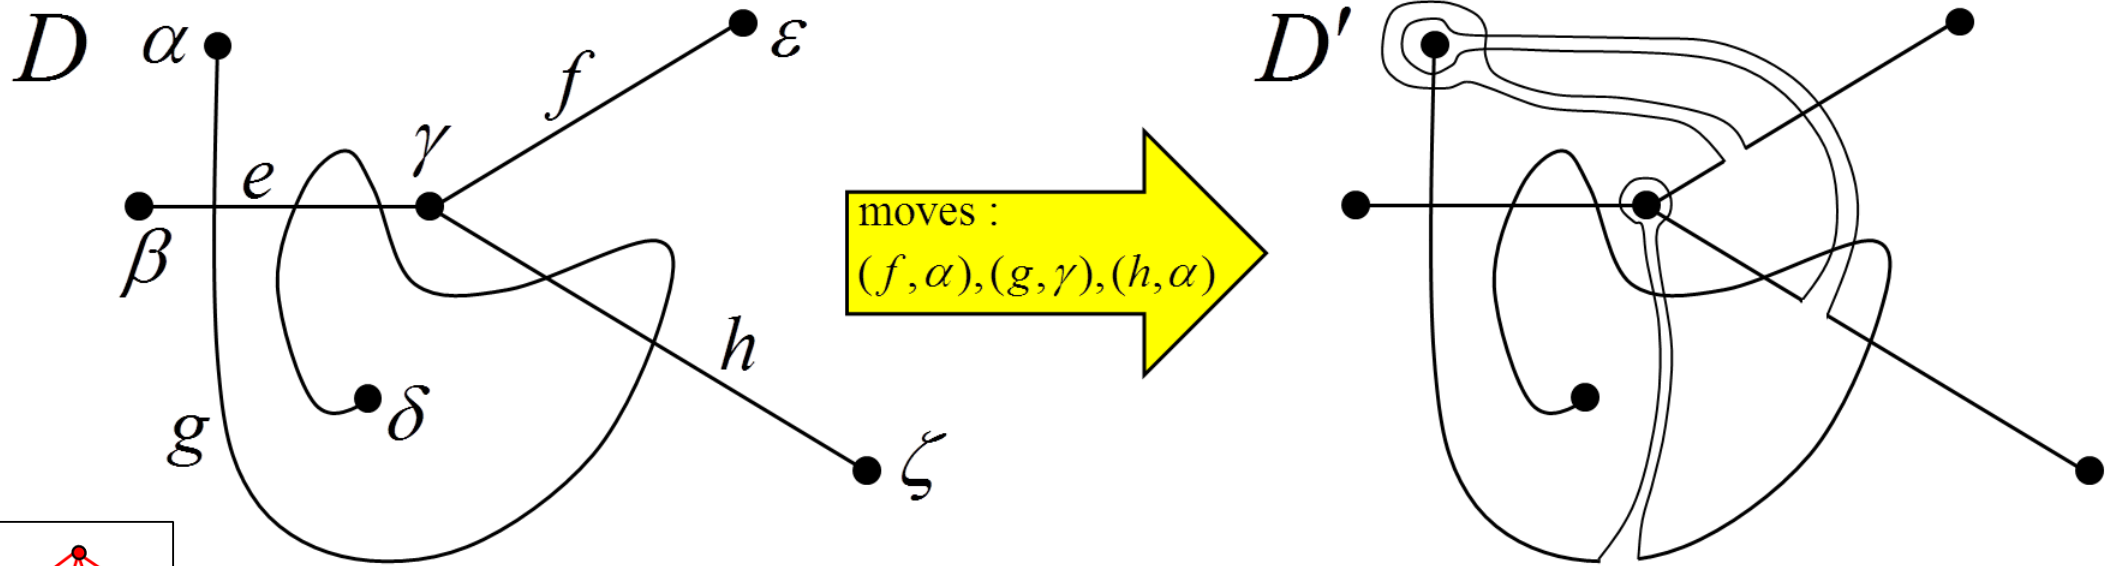 D
α
ε
f
γ
e
β
h
δ
g
ζ
moves :
(f,α),(g,γ),(h,α)
D′